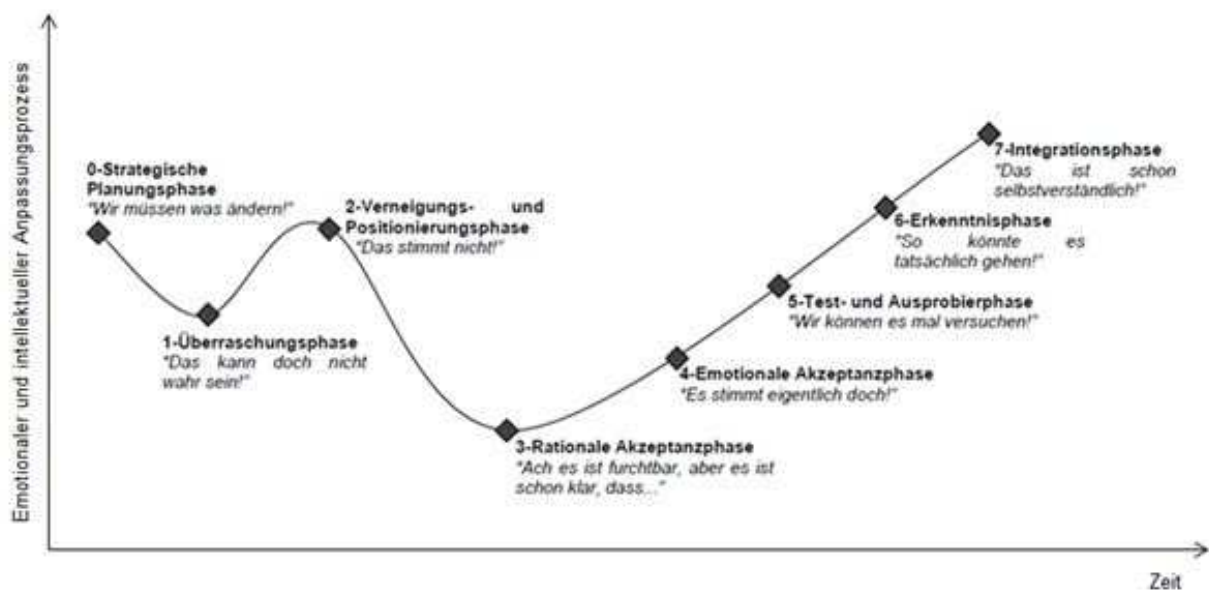 Emotionaler und intellektueller Anpassungsprozess
0-Strategische
Planungsphase
"Wir müssen was ändern!"
1-Überraschungsphase
"Das kann doch nicht
wahr sein!"
2-Verneigungs- und
Positionierungsphase
"Das stimmt nicht!"
3-Rationale Akzeptanzphase
"Ach es ist furchtbar, aber es ist
schon klar, dass..."
4-Emotionale Akzeptanzphase
"Es stimmt eigentlich doch!"
5-Test- und Ausprobierphase
"Wir können es mal versuchen!"
6-Erkenntnisphase
"So könnte es
tatsächlich gehen!"
7-Integrationsphase
"Das ist schon
selbstverständlich!"
Zeit